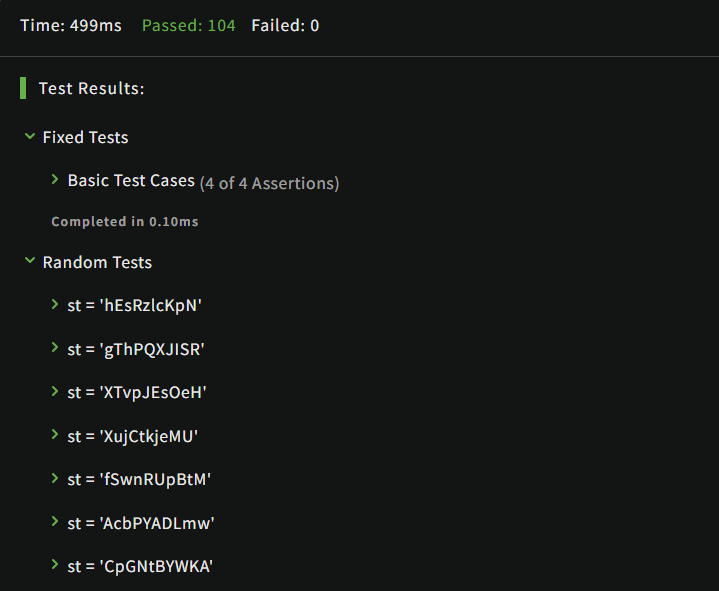 Time: 499ms Passed: 104 Failed: 0
Test Results:
Fixed Tests
Basic Test Cases (4 of 4 Assertions)
Completed in 0.10ms
Random Tests
st = 'hEsRzlcKpN'
st = 'gThPQXJISR'
st = 'XTvpJEsOeH'
st = 'XujCtkjeMU'
st = 'fSwnRUpBtM'
st = 'AcbPYADLmw'
st = 'CpGNtBYWKA'